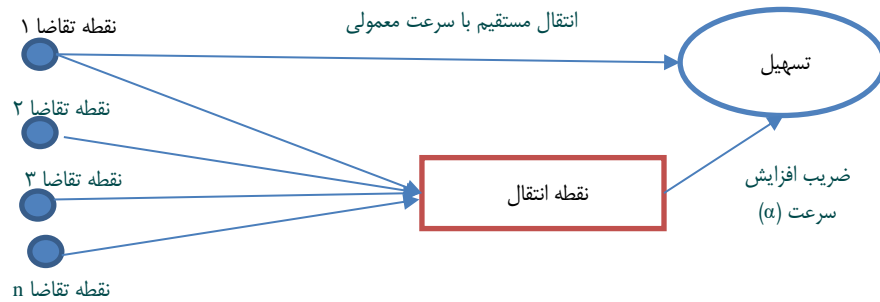 نقطه تقاضا ۱
انتقال مستقیم با سرعت معمولی
تسهیل
نقطه تقاضا ۲
نقطه تقاضا ۳
نقطه انتقال
ضریب افزایش
سرعت (α)
نقطه تقاضا n